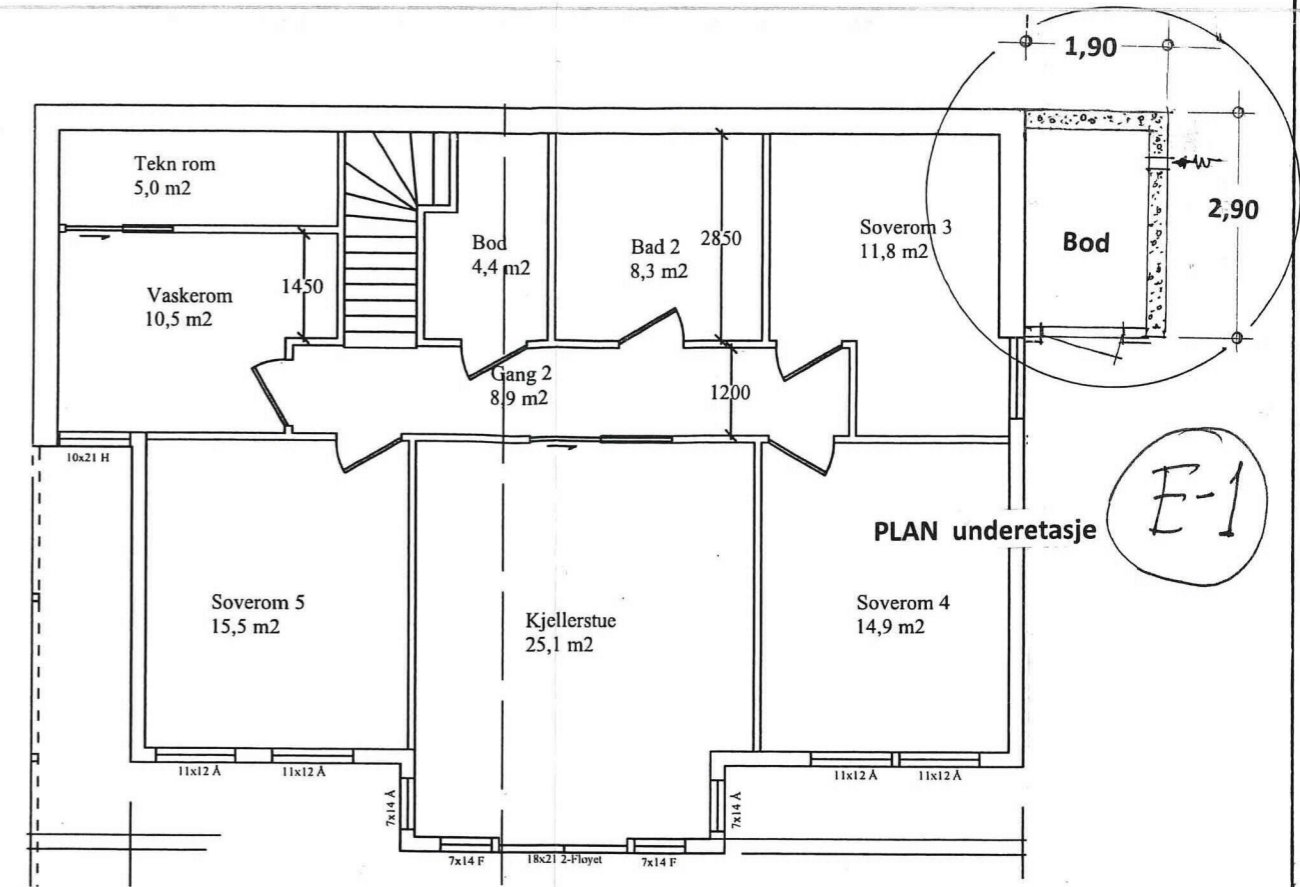 1,90
Tekn rom
5,0 m2
2,90
Soverom 3
11,8 m2
Bod
4,4 m2
Bad 2
8,3 m2
2850
Bod
1450
Vaskerom
10,5 m2
Gang 2
8,9 m2
1200
10x21 H
E-1
PLAN underetasje
Soverom 5
15,5 m2
Kjellerstue
25,1 m2
Soverom 4
14,9 m2
11x12 Å
11x12 Å
11x12 Å
11x12 Å
7x14 Å
7x14 Å
7x14 F
18x21 2-Fløyet
7x14 F